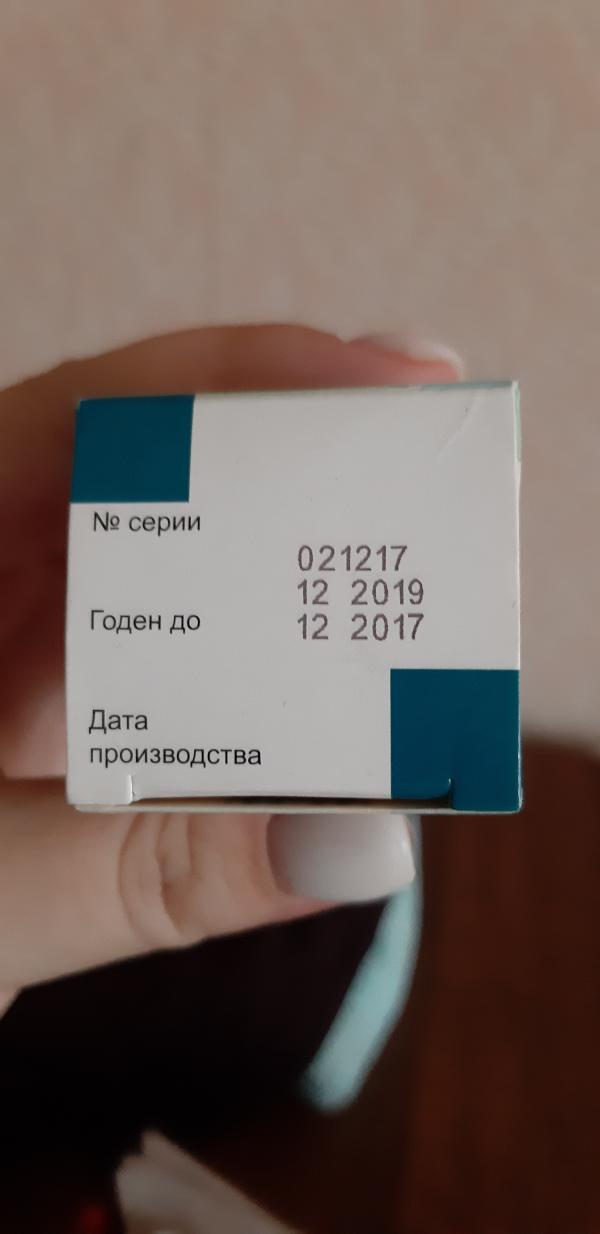 № серии
021217
12 2019
Годен до
12 2017
Дата
производства